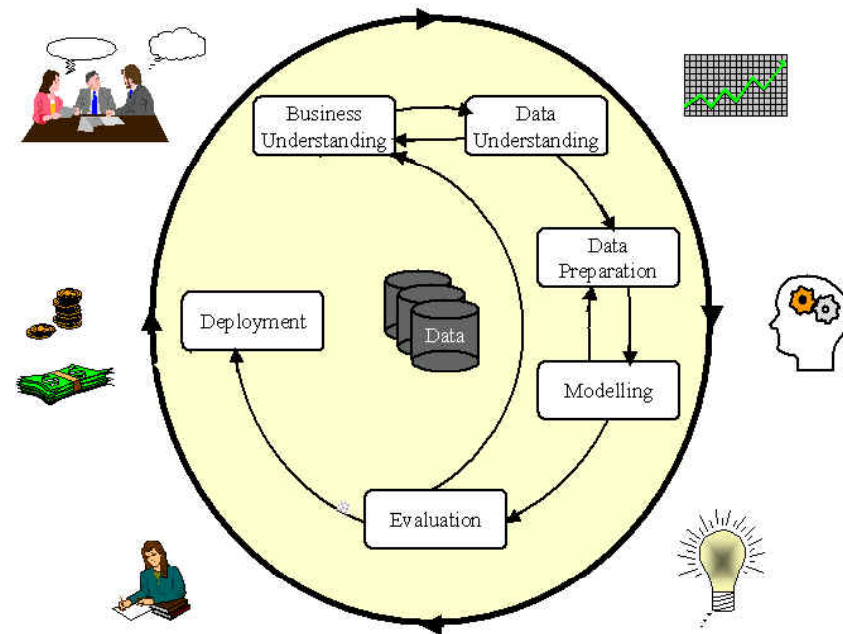 Business
Understanding
Data
Understanding
Data
Preparation
Deployment
Data
Modelling
Evaluation